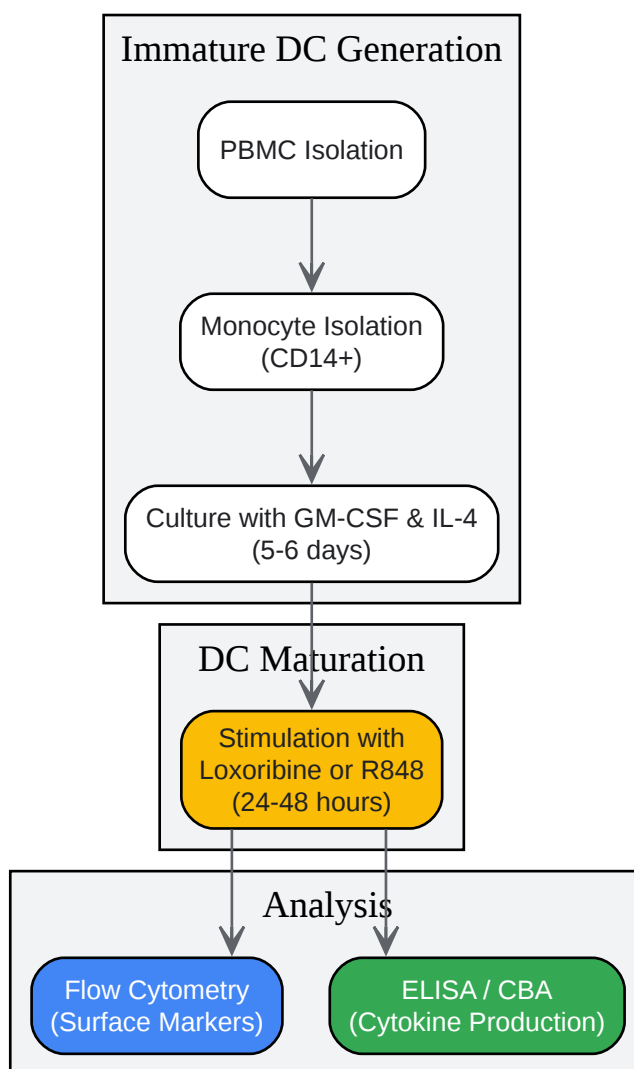 Immature DC Generation
PBMC Isolation
Monocyte Isolation
(CD14+)
Culture with GM-CSF & IL-4
(5-6 days)
DC Maturation
Stimulation with
Loxoribine or R848
(24-48 hours)
Analysis
Flow Cytometry
(Surface Markers)
ELISA / CBA
(Cytokine Production)